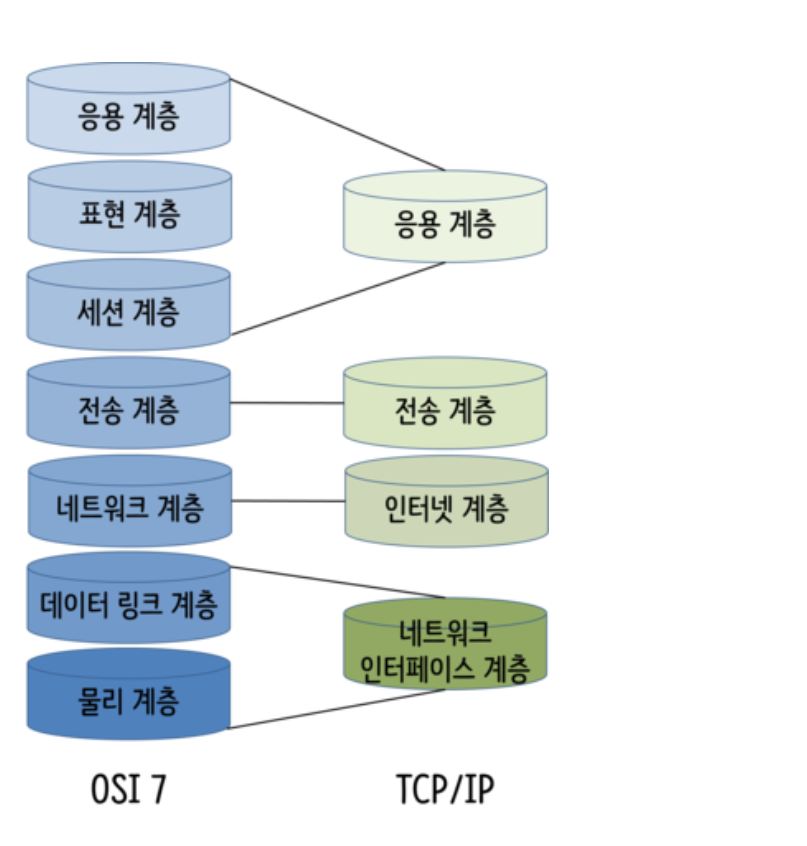 응용 계층
표현 계층
세션 계층
전송 계층
네트워크 계층
데이터 링크 계층
물리 계층
OSI 7
응용 계층
전송 계층
인터넷 계층
네트워크
인터페이스 계층
TCP/IP